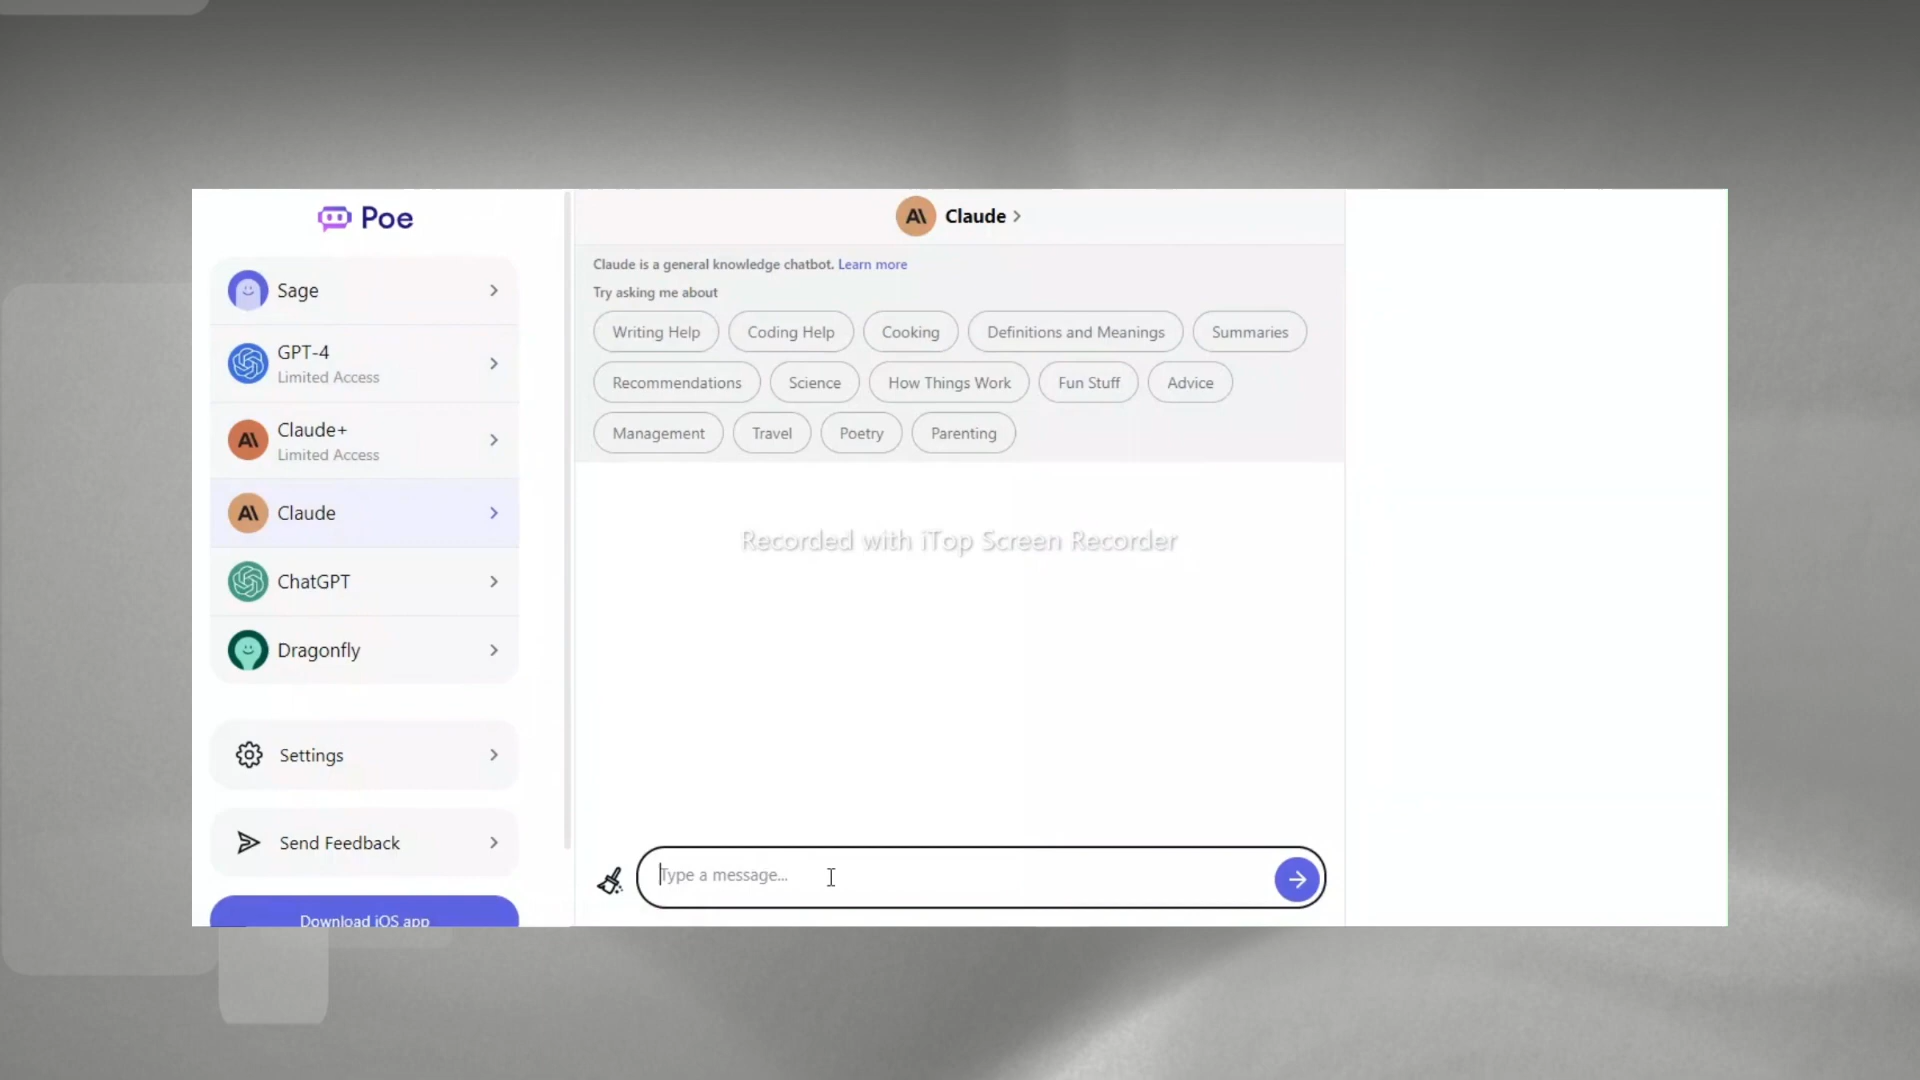 Poe
Sage
GPT-4
Limited Access
Claude+
Limited Access
Claude
ChatGPT
Dragonfly
Settings
Send Feedback
Download iOS app
Claude
Claude is a general knowledge chatbot. Learn more
Try asking me about
Writing Help Coding Help Cooking Definitions and Meanings Summaries
Recommendations Science How Things Work Fun Stuff Advice
Management Travel Poetry Parenting
Recorded with iTop Screen Recorder
Type a message...